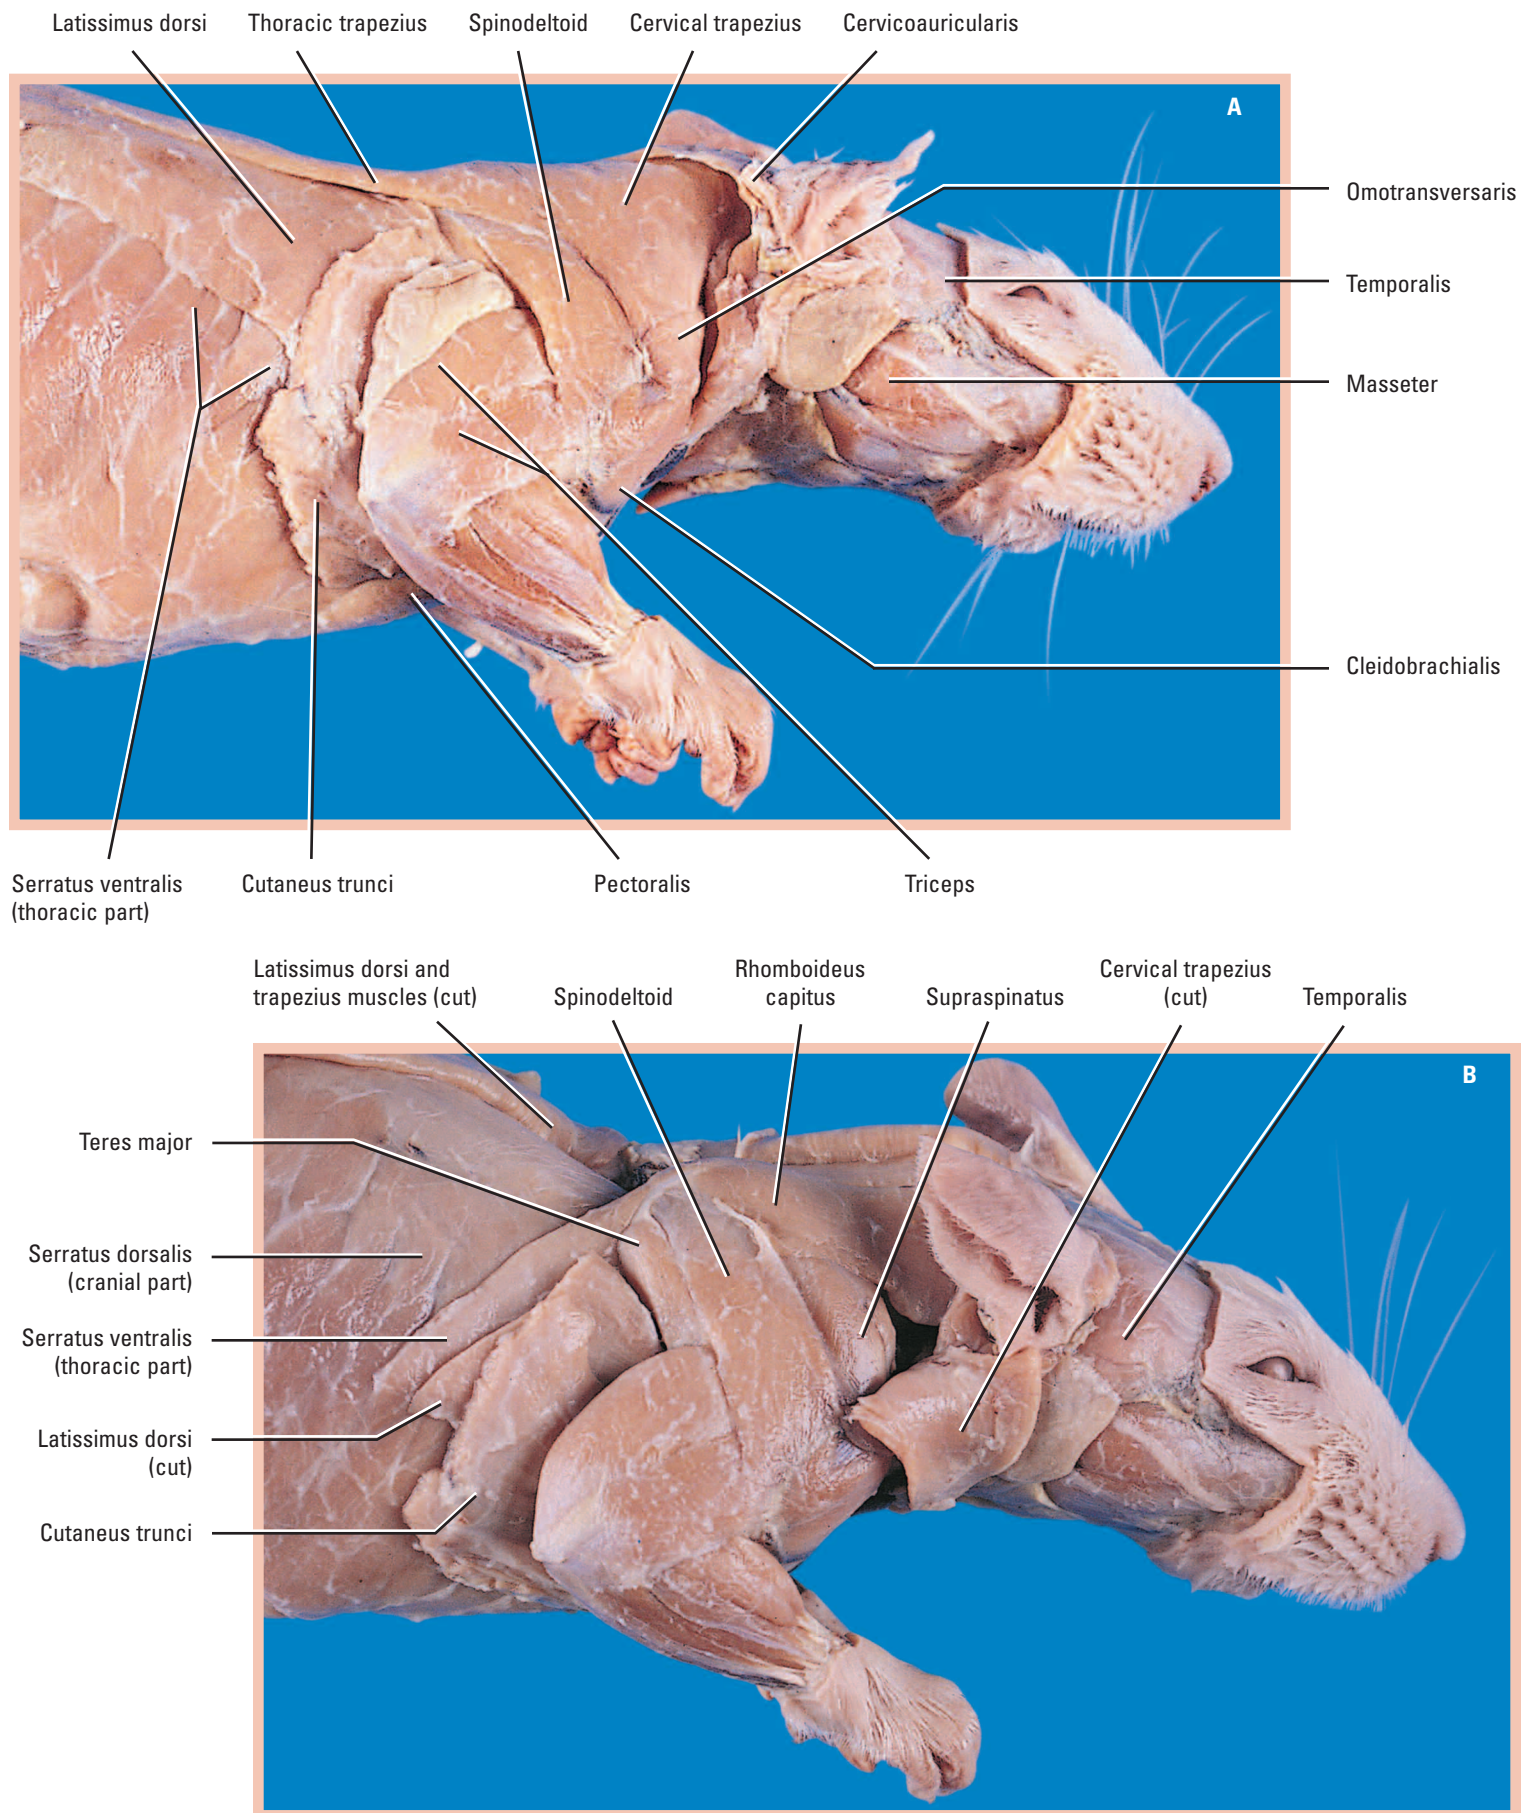 Latissimus dorsi
Thoracic trapezius
Spinodeltoid
Cervical trapezius
Cervicoauricularis
A
Omotransversaris
Temporalis
Masseter
Cleidobrachialis
Serratus ventralis
(thoracic part)
Cutaneus trunci
Pectoralis
Triceps
Latissimus dorsi and
trapezius muscles (cut)
Spinodeltoid
Rhomboideus
capitus
Supraspinatus
Cervical trapezius
(cut)
Temporalis
B
Teres major
Serratus dorsalis
(cranial part)
Serratus ventralis
(thoracic part)
Latissimus dorsi
(cut)
Cutaneus trunci